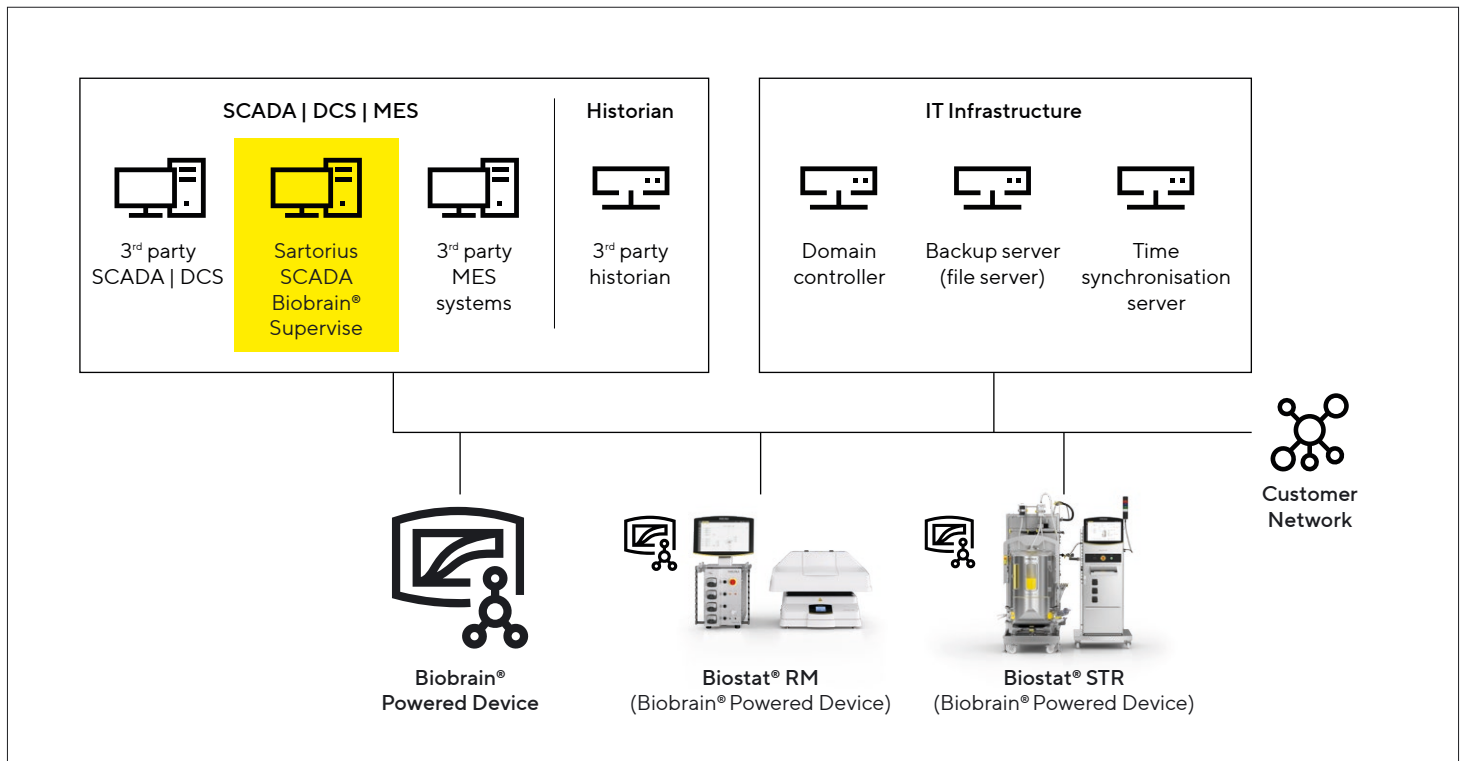 SCADA | DCS | MES
3rd party
SCADA | DCS
Sartorius
SCADA
Biobrain®
Supervise
3rd party
MES
systems
Historian
3rd party
historian
IT Infrastructure
Domain
controller
Backup server
(file server)
Time
synchronisation
server
Customer
Network
Biobrain®
Powered Device
Biostat® RM
(Biobrain® Powered Device)
Biostat® STR
(Biobrain® Powered Device)